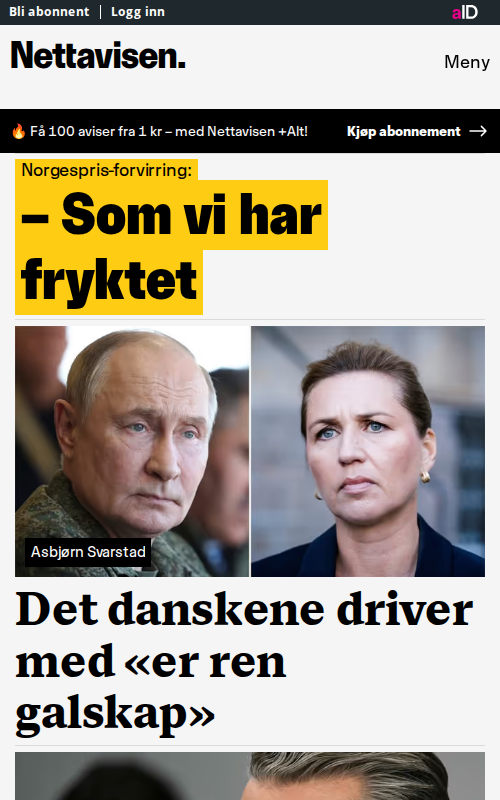 Bli abonnent
Logg inn
aID
Nettavisen.
Meny
🔥 Få 100 aviser fra 1 kr – med Nettavisen +Alt!
Kjøp abonnement →
Norgespris-forvirring:
– Som vi har
fryktet
Asbjørn Svarstad
Det danskene driver
med «er ren
galskap»